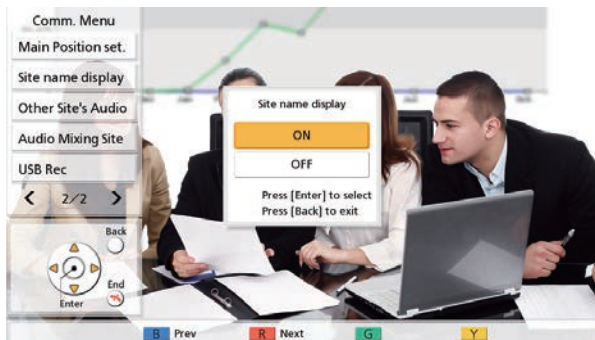 Comm. Menu
Main Position set.
Site name display
Other Site's Audio
Audio Mixing Site
USB Rec
2/2
Back
End
Enter
Site name display
ON
OFF
Press [Enter] to select
Press [Back] to exit
B Prev
R Next
G
Y